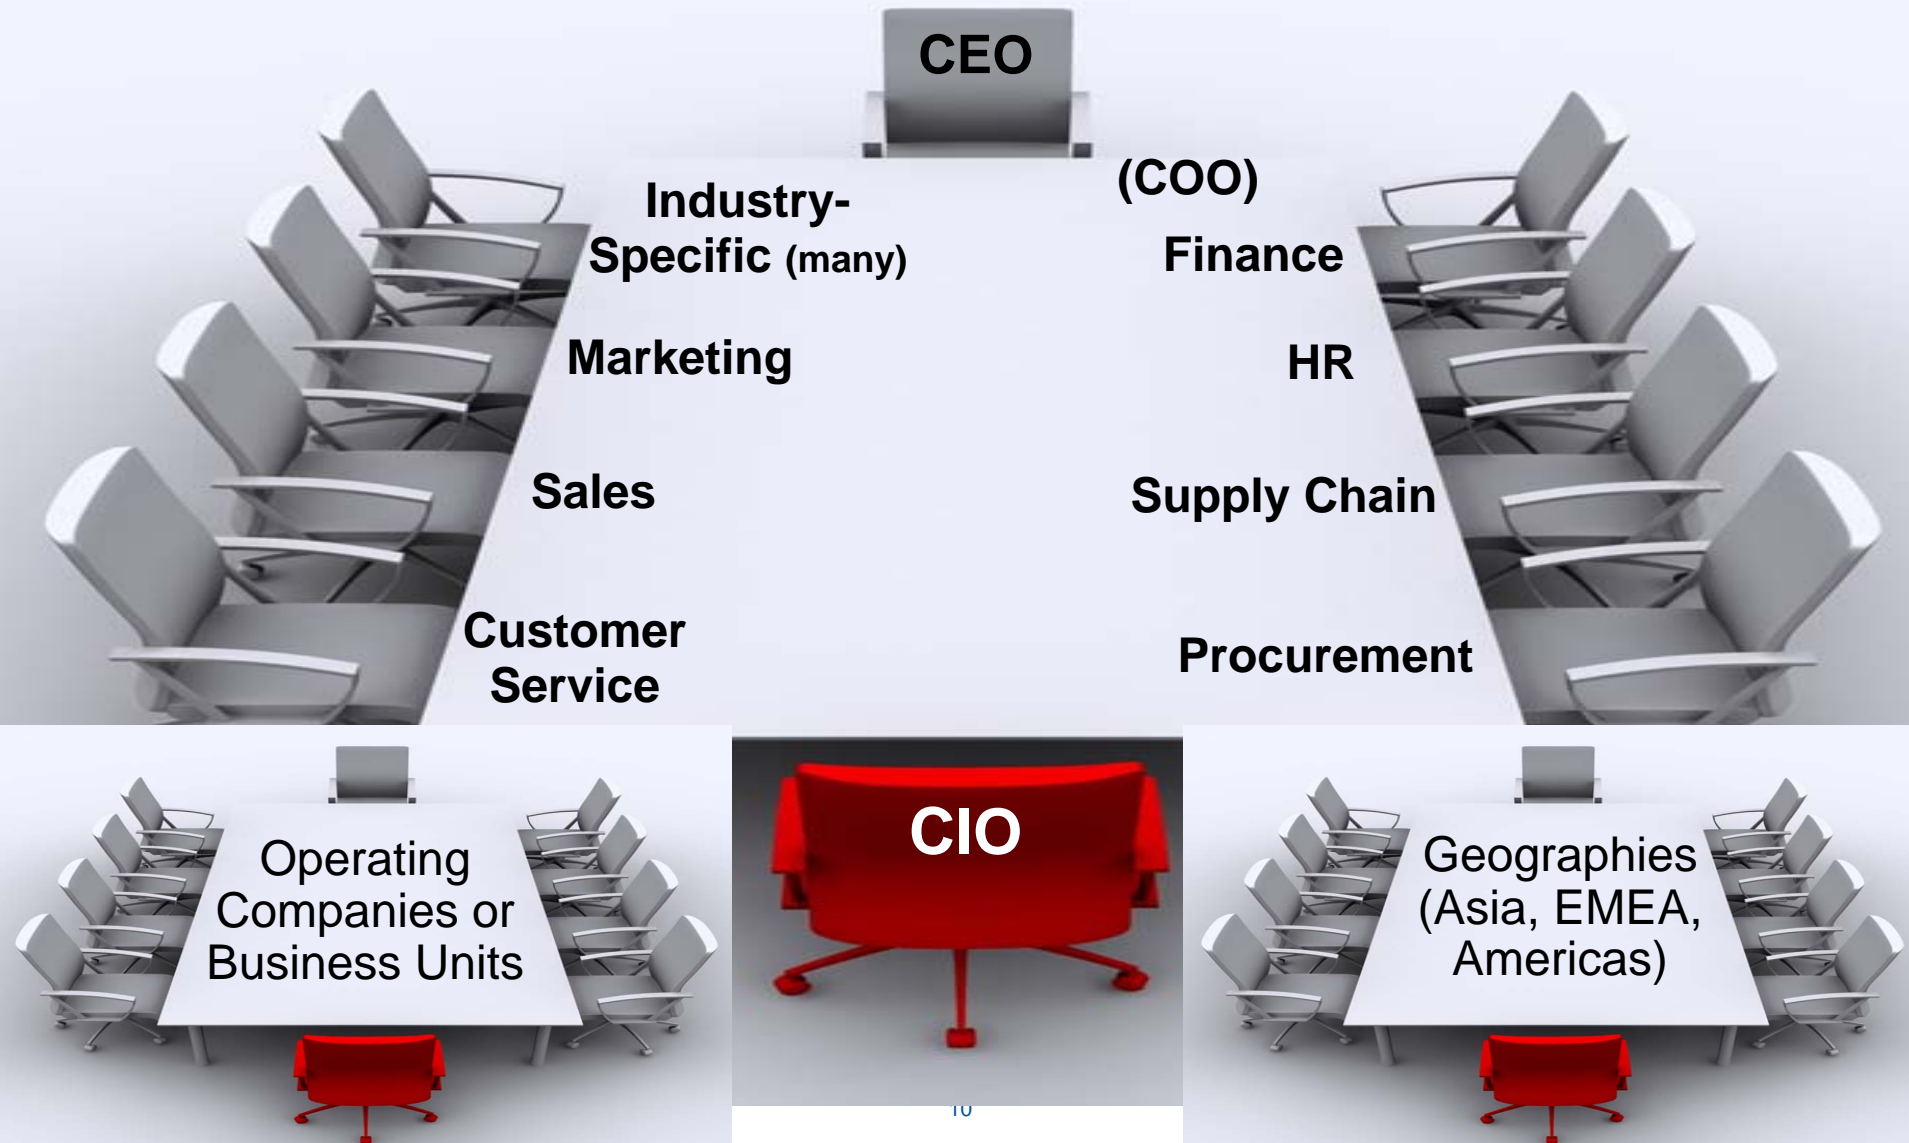 CEO
Industry-
Specific (many)
Marketing
Sales
Customer
Service
(COO)
Finance
HR
Supply Chain
Procurement
Operating
Companies or
Business Units
CIO
Geographies
(Asia, EMEA,
Americas)
10